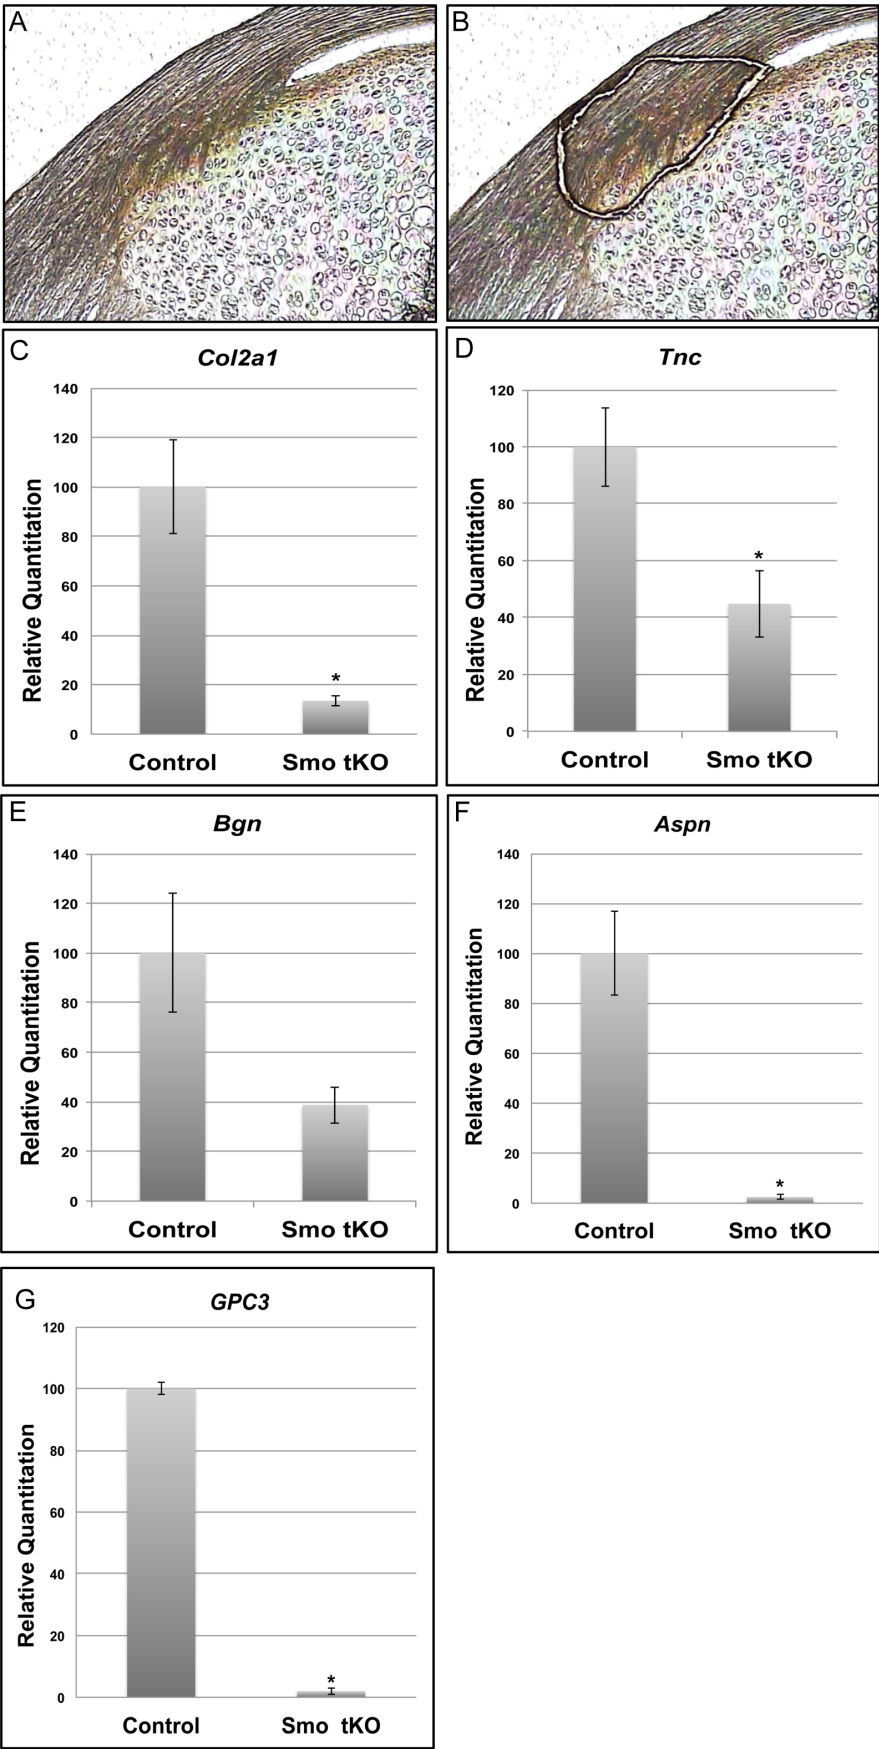 A
B
C
Col2a1
Relative Quantitation
140
120
100
80
60
40
20
0
*
Control Smo tKO
D
Tnc
Relative Quantitation
120
100
80
60
40
20
0
*
Control Smo tKO
E
Bgn
Relative Quantitation
140
120
100
80
60
40
20
0
Control Smo tKO
F
Aspn
Relative Quantitation
140
120
100
80
60
40
20
0
*
Control Smo tKO
G
GPC3
Relative Quantitation
120
100
80
60
40
20
0
*
Control Smo tKO